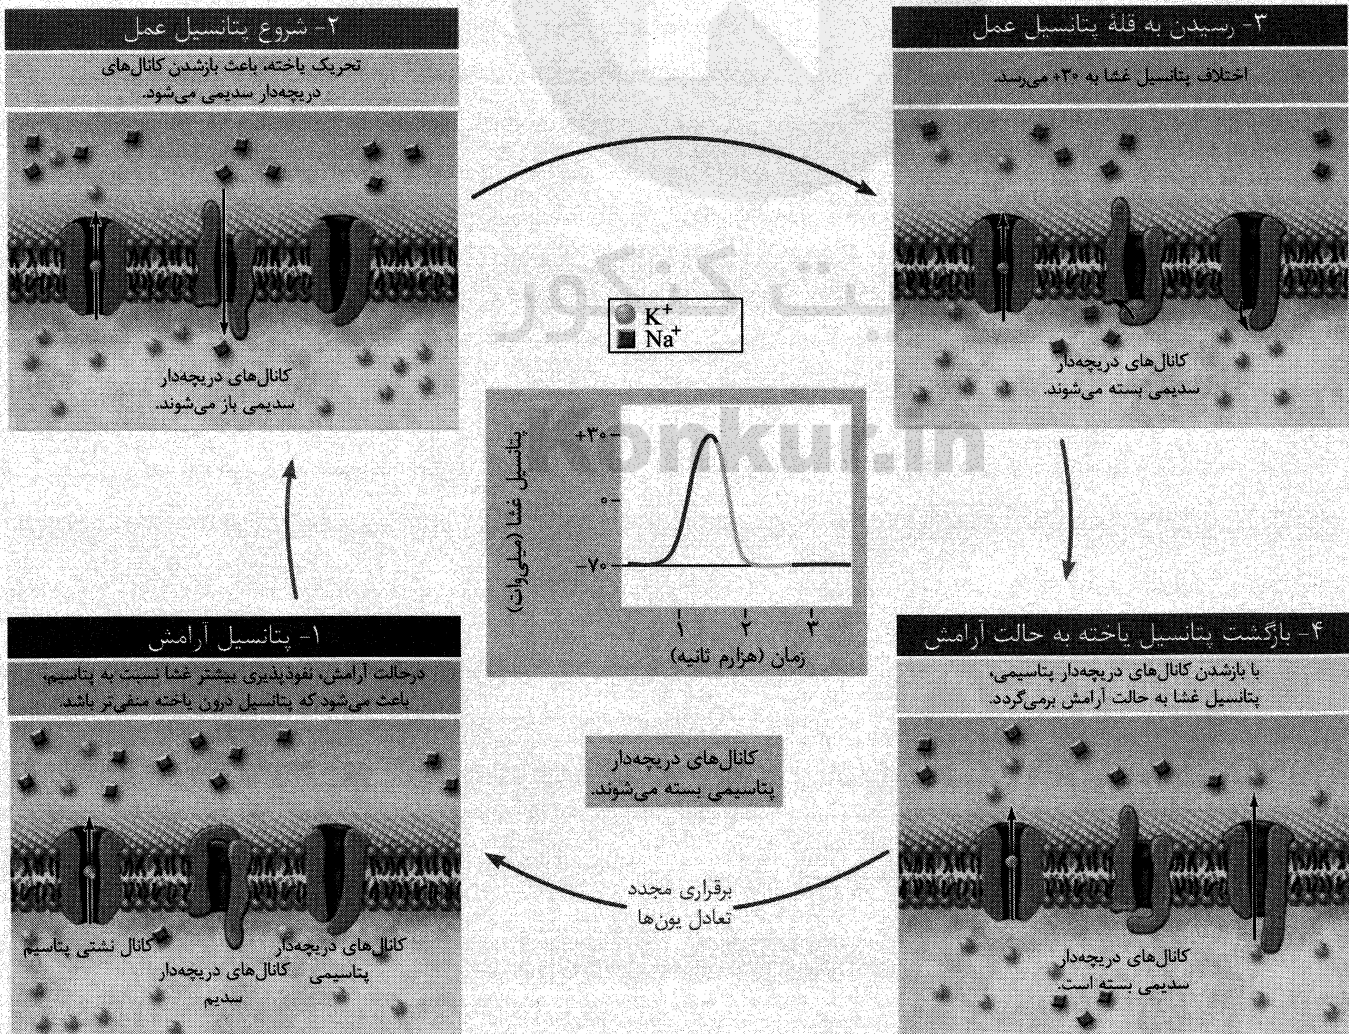 ۲- شروع پتانسیل عمل
تحریک یاخته، باعث بازشدن کانال‌های
دریچه‌دار سدیمی می‌شود.
کانال‌های دریچه‌دار
سدیمی باز می‌شوند.
۳- رسیدن به قلهٔ پتانسیل عمل
اختلاف پتانسیل غشا به ۳۰+ می‌رسد.
کانال‌های دریچه‌دار
سدیمی بسته می‌شوند.
K+
Na+
Konkur.in
پتانسیل غشا (میلی‌وات)
+۳۰
۰
-۷۰
۱ ۲ ۳
زمان (هزارم ثانیه)
۱- پتانسیل آرامش
درحالت آرامش، نفوذپذیری بیشتر غشا نسبت به پتاسیم،
باعث می‌شود که پتانسیل درون یاخته منفی‌تر باشد.
کانال نشتی پتاسیم
کانال‌های دریچه‌دار
سدیم
کانال‌های دریچه‌دار
پتاسیمی
کانال‌های دریچه‌دار
پتاسیمی بسته می‌شوند.
برقراری مجدد
تعادل یون‌ها
۴- بازگشت پتانسیل یاخته به حالت آرامش
با بازشدن کانال‌های دریچه‌دار پتاسیمی،
پتانسیل غشا به حالت آرامش برمی‌گردد.
کانال‌های دریچه‌دار
سدیمی بسته است.